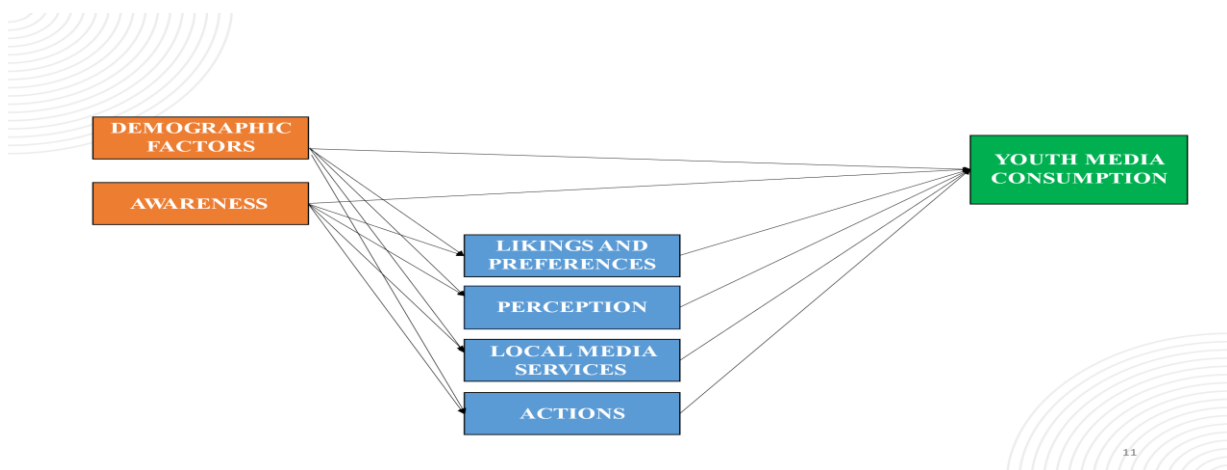 DEMOGRAPHIC
FACTORS
AWARENESS
YOUTH MEDIA
CONSUMPTION
LIKINGS AND
PREFERENCES
PERCEPTION
LOCAL MEDIA
SERVICES
ACTIONS
11